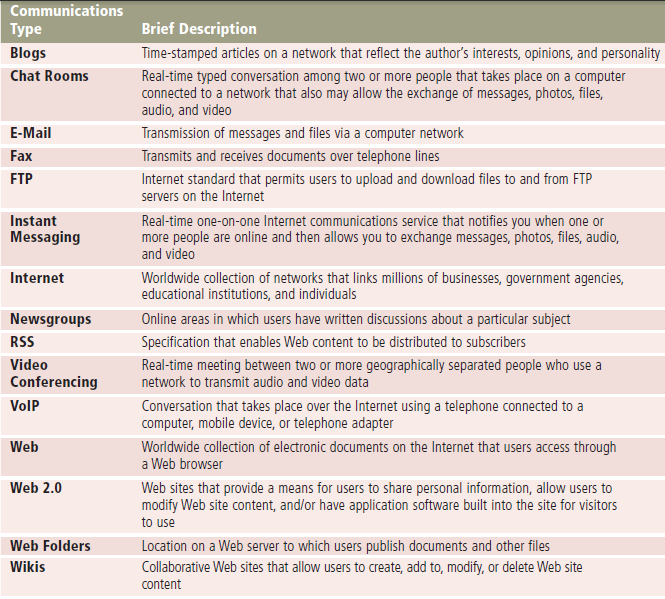 Communications
Type Brief Description
Blogs Time-stamped articles on a network that reflect the author's interests, opinions, and personality
Chat Rooms Real-time typed conversation among two or more people that takes place on a computer
connected to a network that also may allow the exchange of messages, photos, files,
audio, and video
E-Mail Transmission of messages and files via a computer network
Fax Transmits and receives documents over telephone lines
FTP Internet standard that permits users to upload and download files to and from FTP
servers on the Internet
Instant Real-time one-on-one Internet communications service that notifies you when one or
Messaging more people are online and then allows you to exchange messages, photos, files, audio,
and video
Internet Worldwide collection of networks that links millions of businesses, government agencies,
educational institutions, and individuals
Newsgroups Online areas in which users have written discussions about a particular subject
RSS Specification that enables Web content to be distributed to subscribers
Video Real-time meeting between two or more geographically separated people who use a
Conferencing network to transmit audio and video data
VoIP Conversation that takes place over the Internet using a telephone connected to a
computer, mobile device, or telephone adapter
Web Worldwide collection of electronic documents on the Internet that users access through
a Web browser
Web 2.0 Web sites that provide a means for users to share personal information, allow users to
modify Web site content, and/or have application software built into the site for visitors
to use
Web Folders Location on a Web server to which users publish documents and other files
Wikis Collaborative Web sites that allow users to create, add to, modify, or delete Web site
content